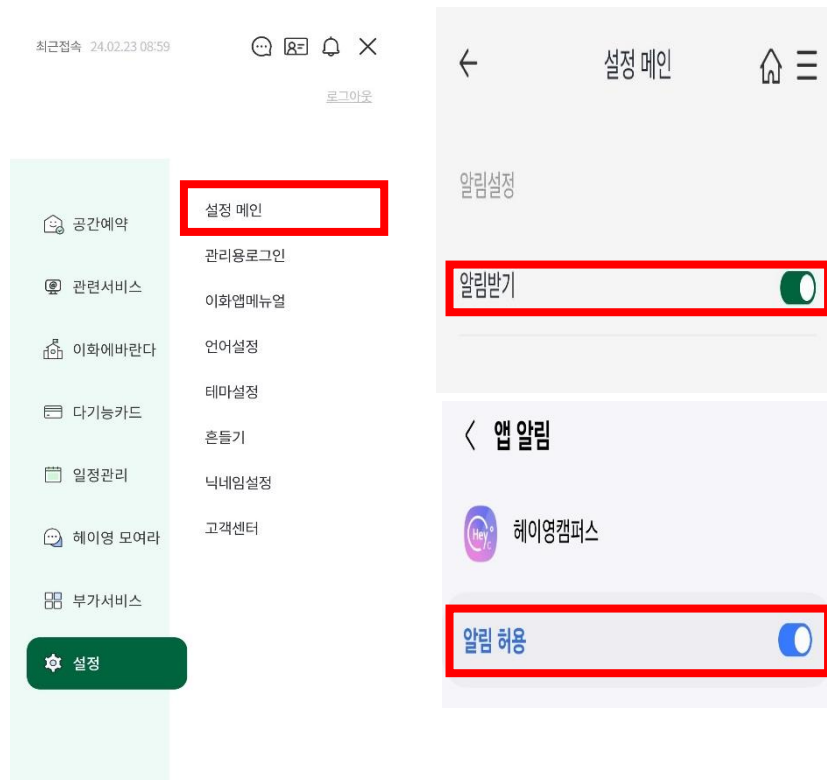 최근접속 24.02.23 08:59
로그아웃
공간예약
관련서비스
이화에바란다
다기능카드
일정관리
헤이영 모여라
부가서비스
설정
설정 메인
관리용로그인
이화앱메뉴얼
언어설정
테마설정
흔들기
닉네임설정
고객센터
설정 메인
알림설정
알림받기
앱 알림
Hey
헤이영캠퍼스
알림 허용